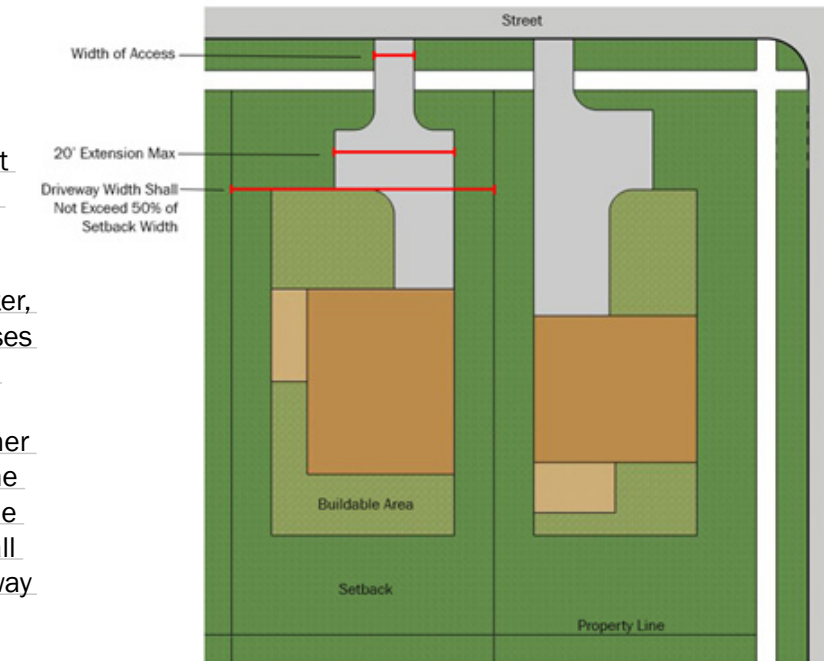 Street
Width of Access
20' Extension Max
Driveway Width Shall
Not Exceed 50% of
Setback Width
Buildable Area
Setback
Property Line